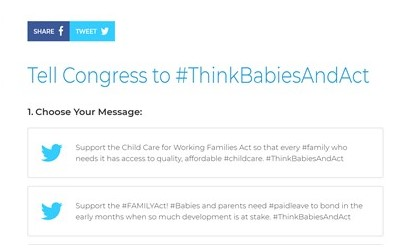 SHARE TWEET
Tell Congress to #ThinkBabiesAndAct
1. Choose Your Message:
Support the Child Care for Working Families Act so that every #family who
needs it has access to quality, affordable #childcare. #ThinkBabiesAndAct
Support the #FAMILYAct! #Babies and parents need #paidleave to bond in the
early months when so much development is at stake. #ThinkBabiesAndAct